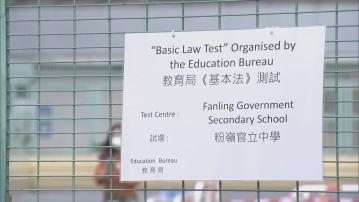 “Basic Law Test” Organised by
the Education Bureau
教育局《基本法》測試
Test Centre :
Fanling Government
Secondary School
試場 :
粉嶺官立中學
Education Bureau
教育局